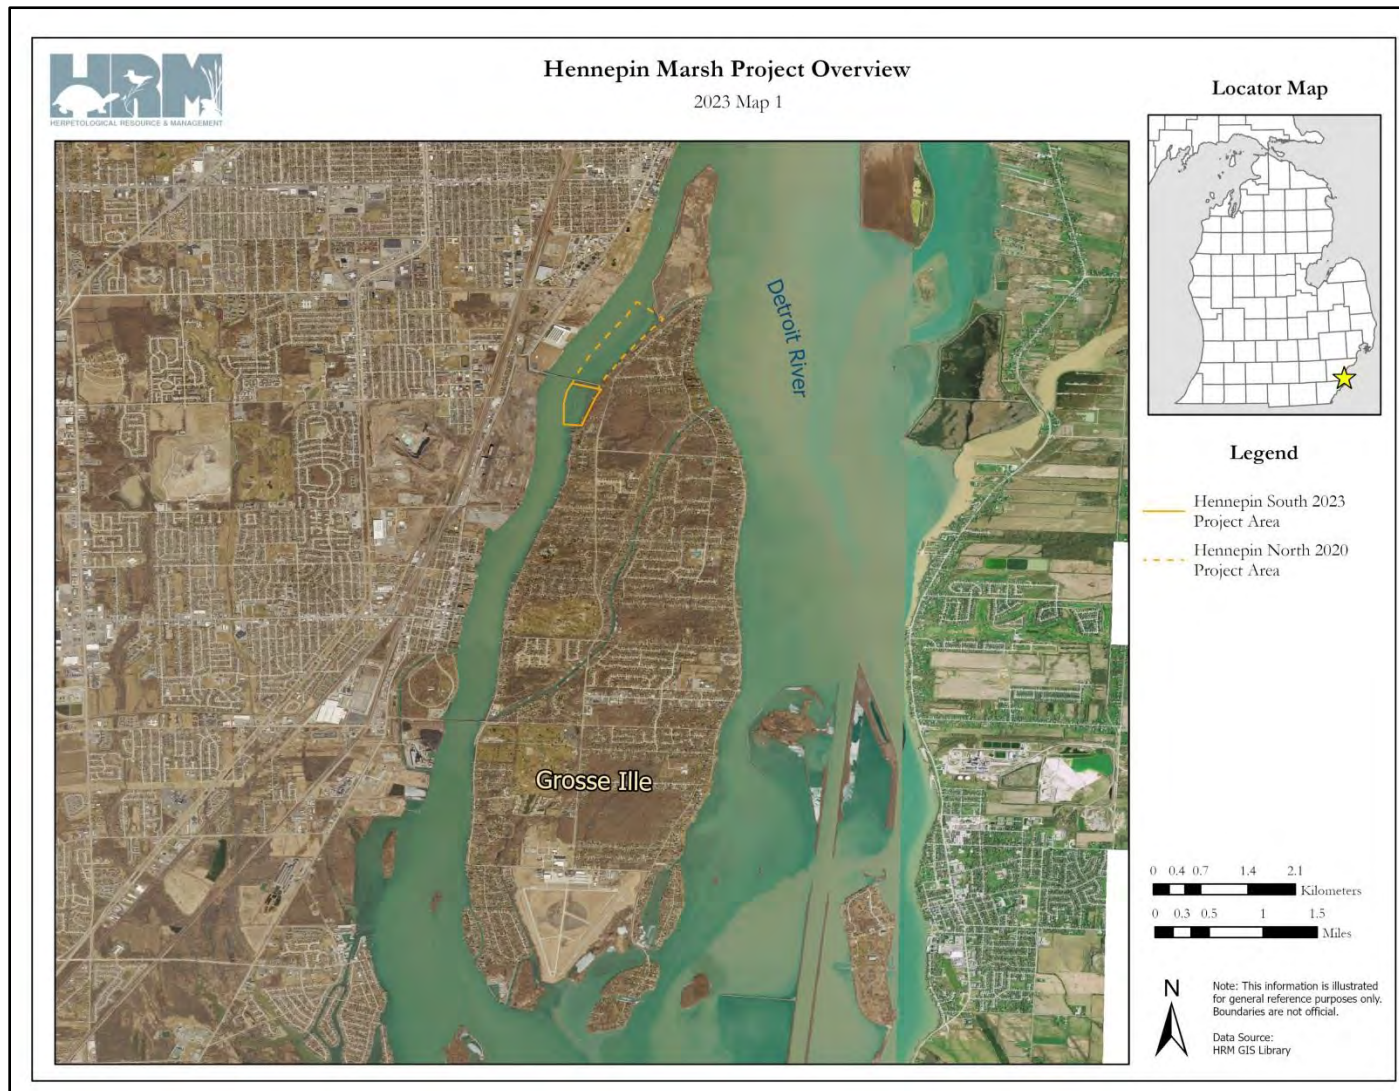 HRM
HERPETOLOGICAL RESOURCE & MANAGEMENT
Hennepin Marsh Project Overview
2023 Map 1
Locator Map
Detroit River
Grosse Ille
Legend
Hennepin South 2023
Project Area
Hennepin North 2020
Project Area
0 0.4 0.7 1.4 2.1
Kilometers
0 0.3 0.5 1 1.5
Miles
N
Note: This information is illustrated
for general reference purposes only.
Boundaries are not official.
Data Source:
HRM GIS Library